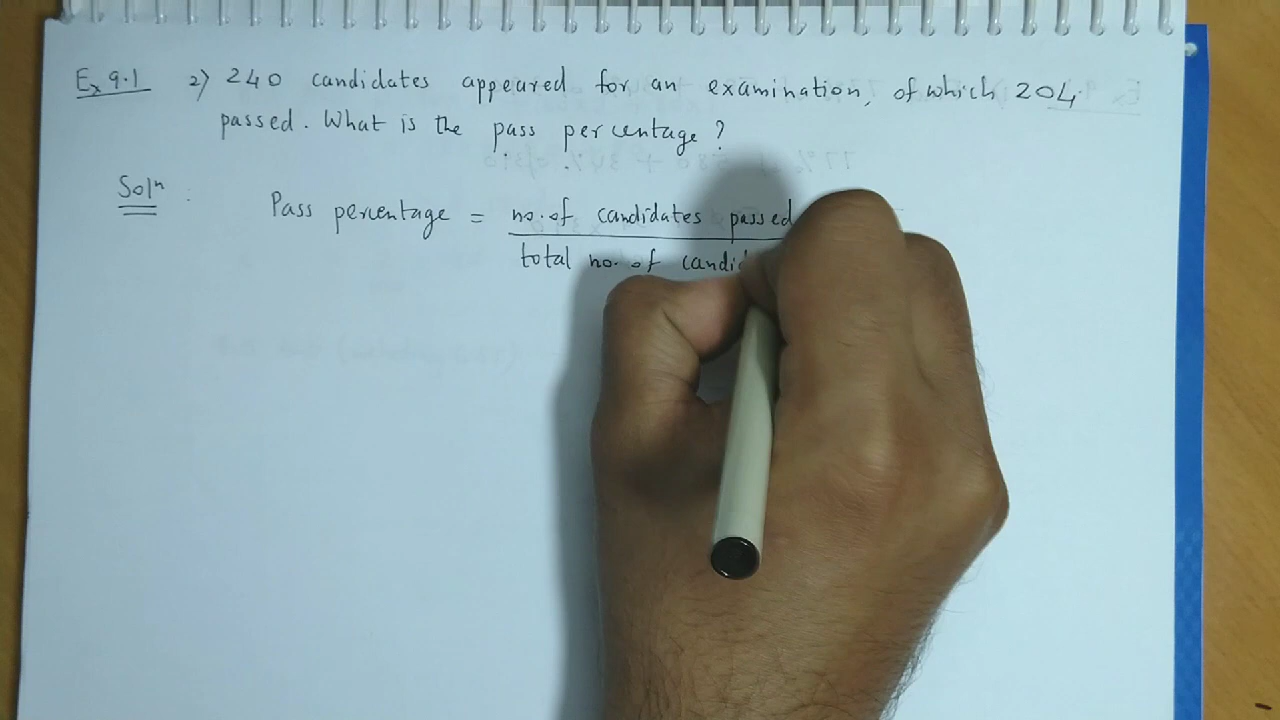 Ex 9.1 2) 240 candidates appeared for an examination, of which 204
passed. What is the pass percentage ?
Solⁿ :
Pass percentage = no. of candidates passed
total no. of